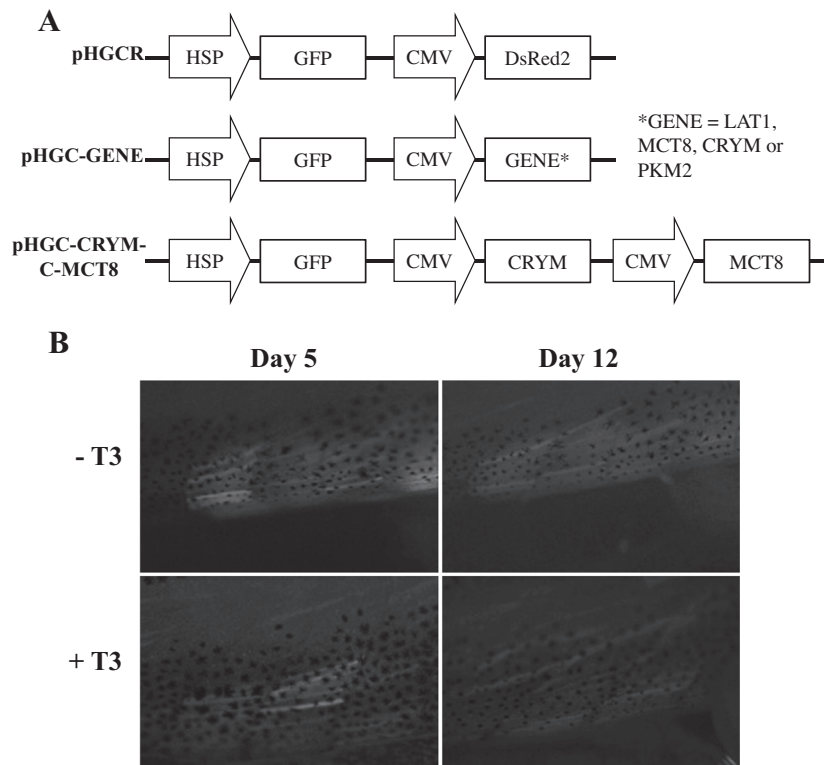 A
pHGCR
HSP
GFP
CMV
DsRed2
pHGC-GENE
HSP
GFP
CMV
GENE*
*GENE = LAT1,
MCT8, CRYM or
PKM2
pHGC-CRYM-
C-MCT8
HSP
GFP
CMV
CRYM
CMV
MCT8
B
Day 5
Day 12
- T3
+ T3